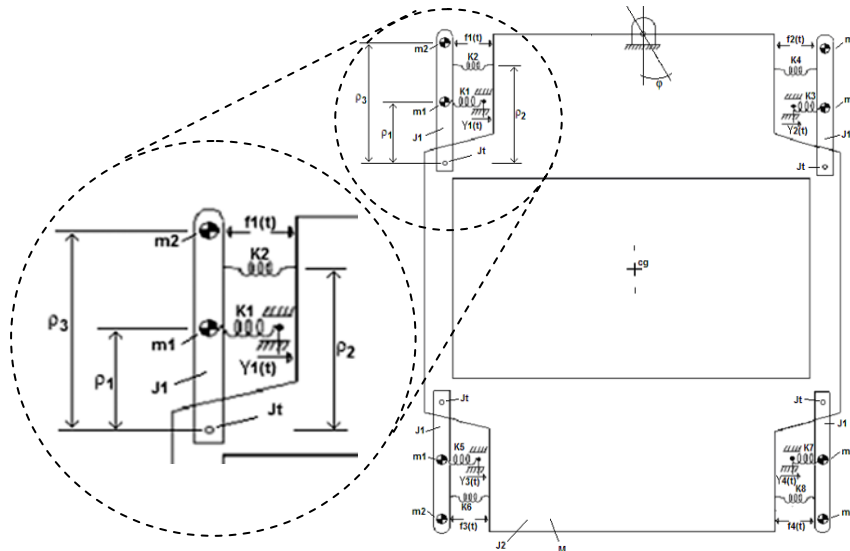 m2
f1(t)
K2
ρ3
K1
m1
ρ1
Y1(t)
ρ2
J1
Jt
φ
f2(t)
m
K4
K3
m
Y2(t)
J1
Jt
cg
f1(t)
m2
K2
ρ3
K1
m1
ρ2
ρ1
Y1(t)
J1
Jt
Jt
J1
K5
m1
Y3(t)
K6
m2
f3(t)
J2
M
Jt
J1
K7
m
Y4(t)
K8
m
f4(t)